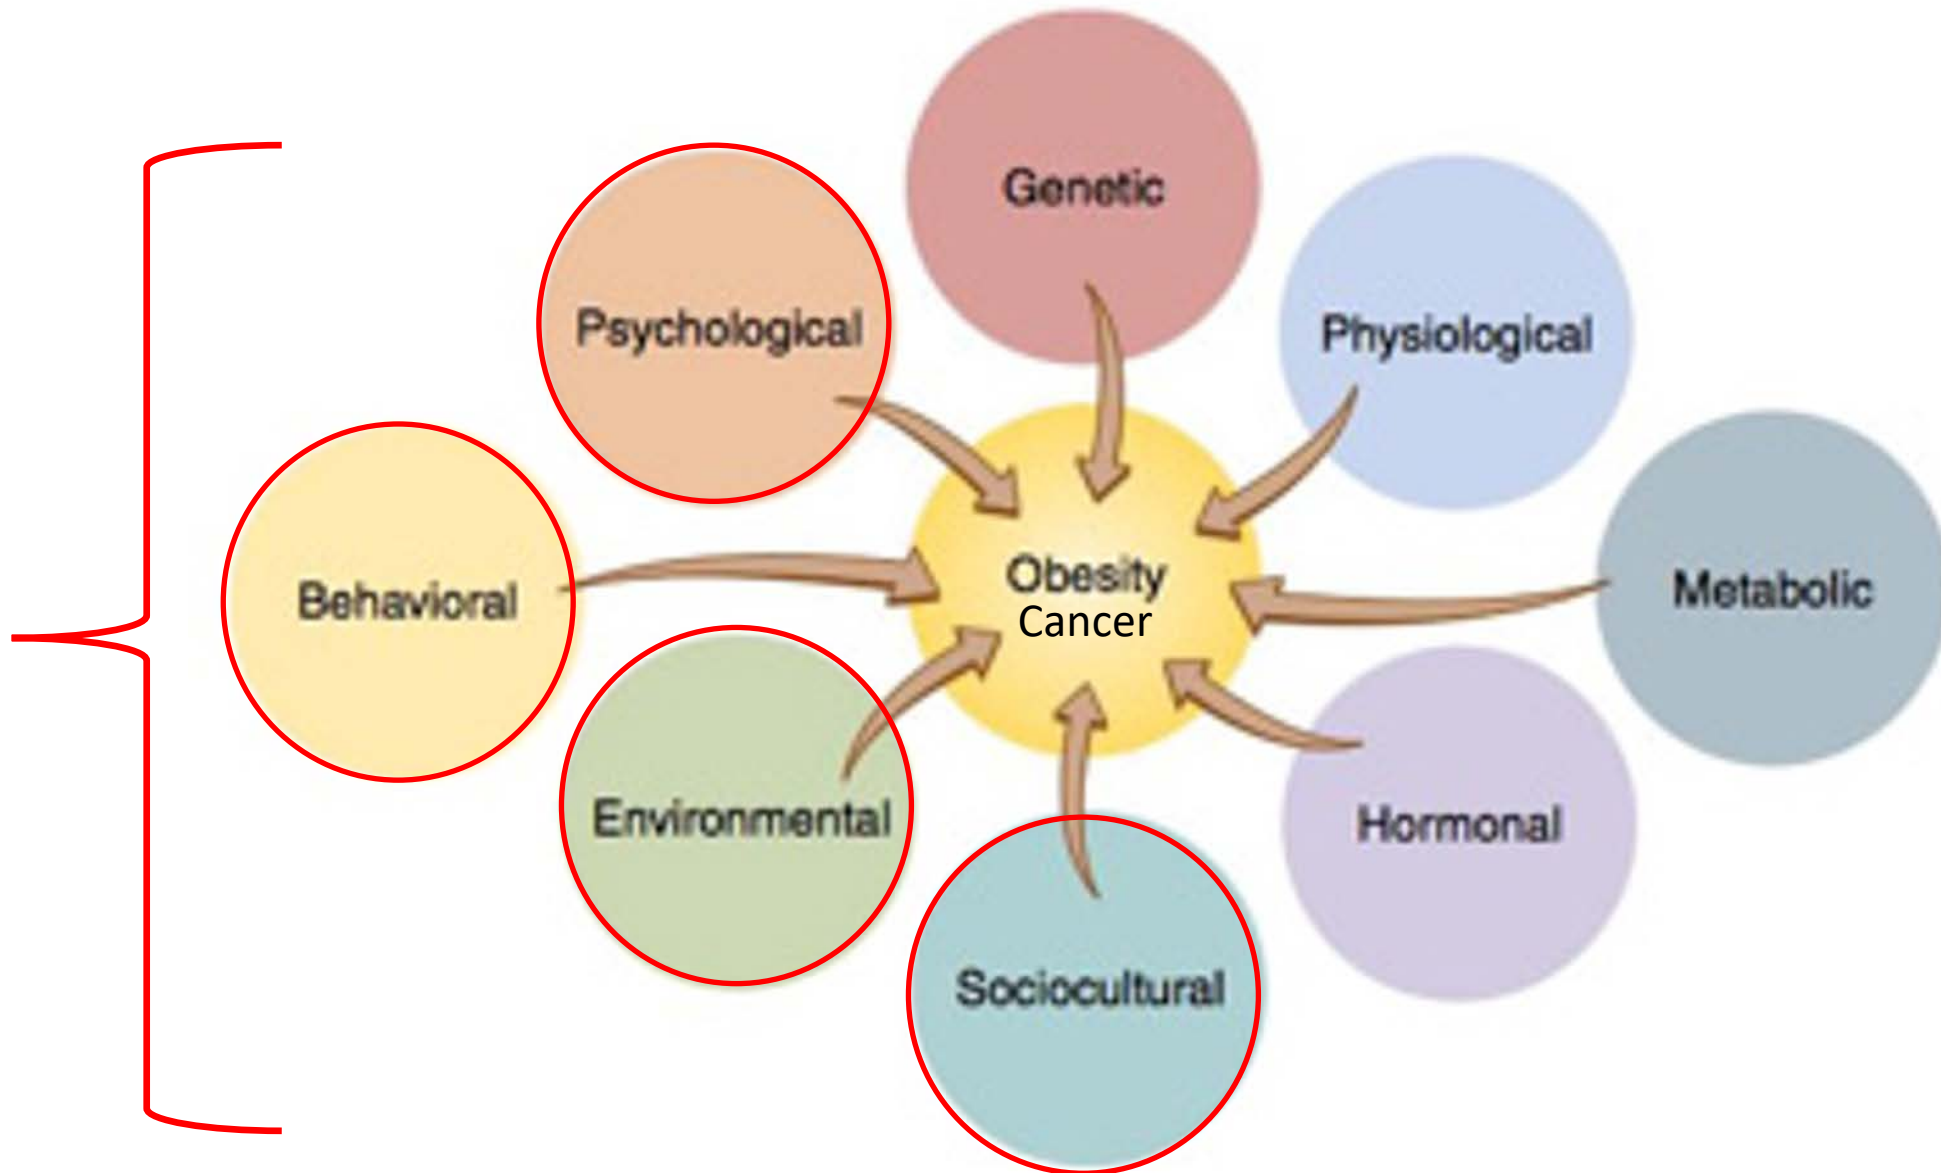 Genetic
Psychological
Physiological
Behavioral
Obesity
Cancer
Metabolic
Environmental
Hormonal
Sociocultural